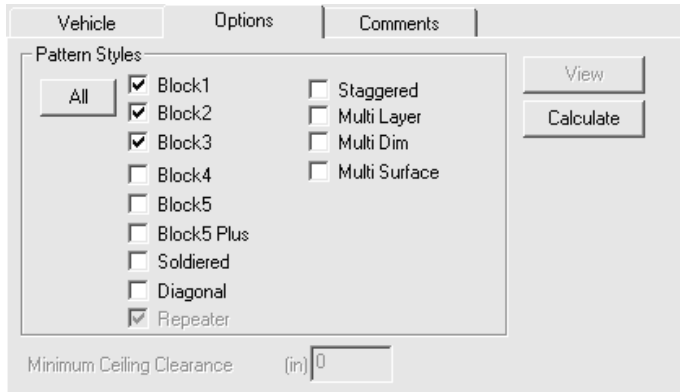 Vehicle Options Comments
Pattern Styles
All
Block1
Block2
Block3
Block4
Block5
Block5 Plus
Soldiered
Diagonal
Repeater
Staggered
Multi Layer
Multi Dim
Multi Surface
View
Calculate
Minimum Ceiling Clearance (in) 0